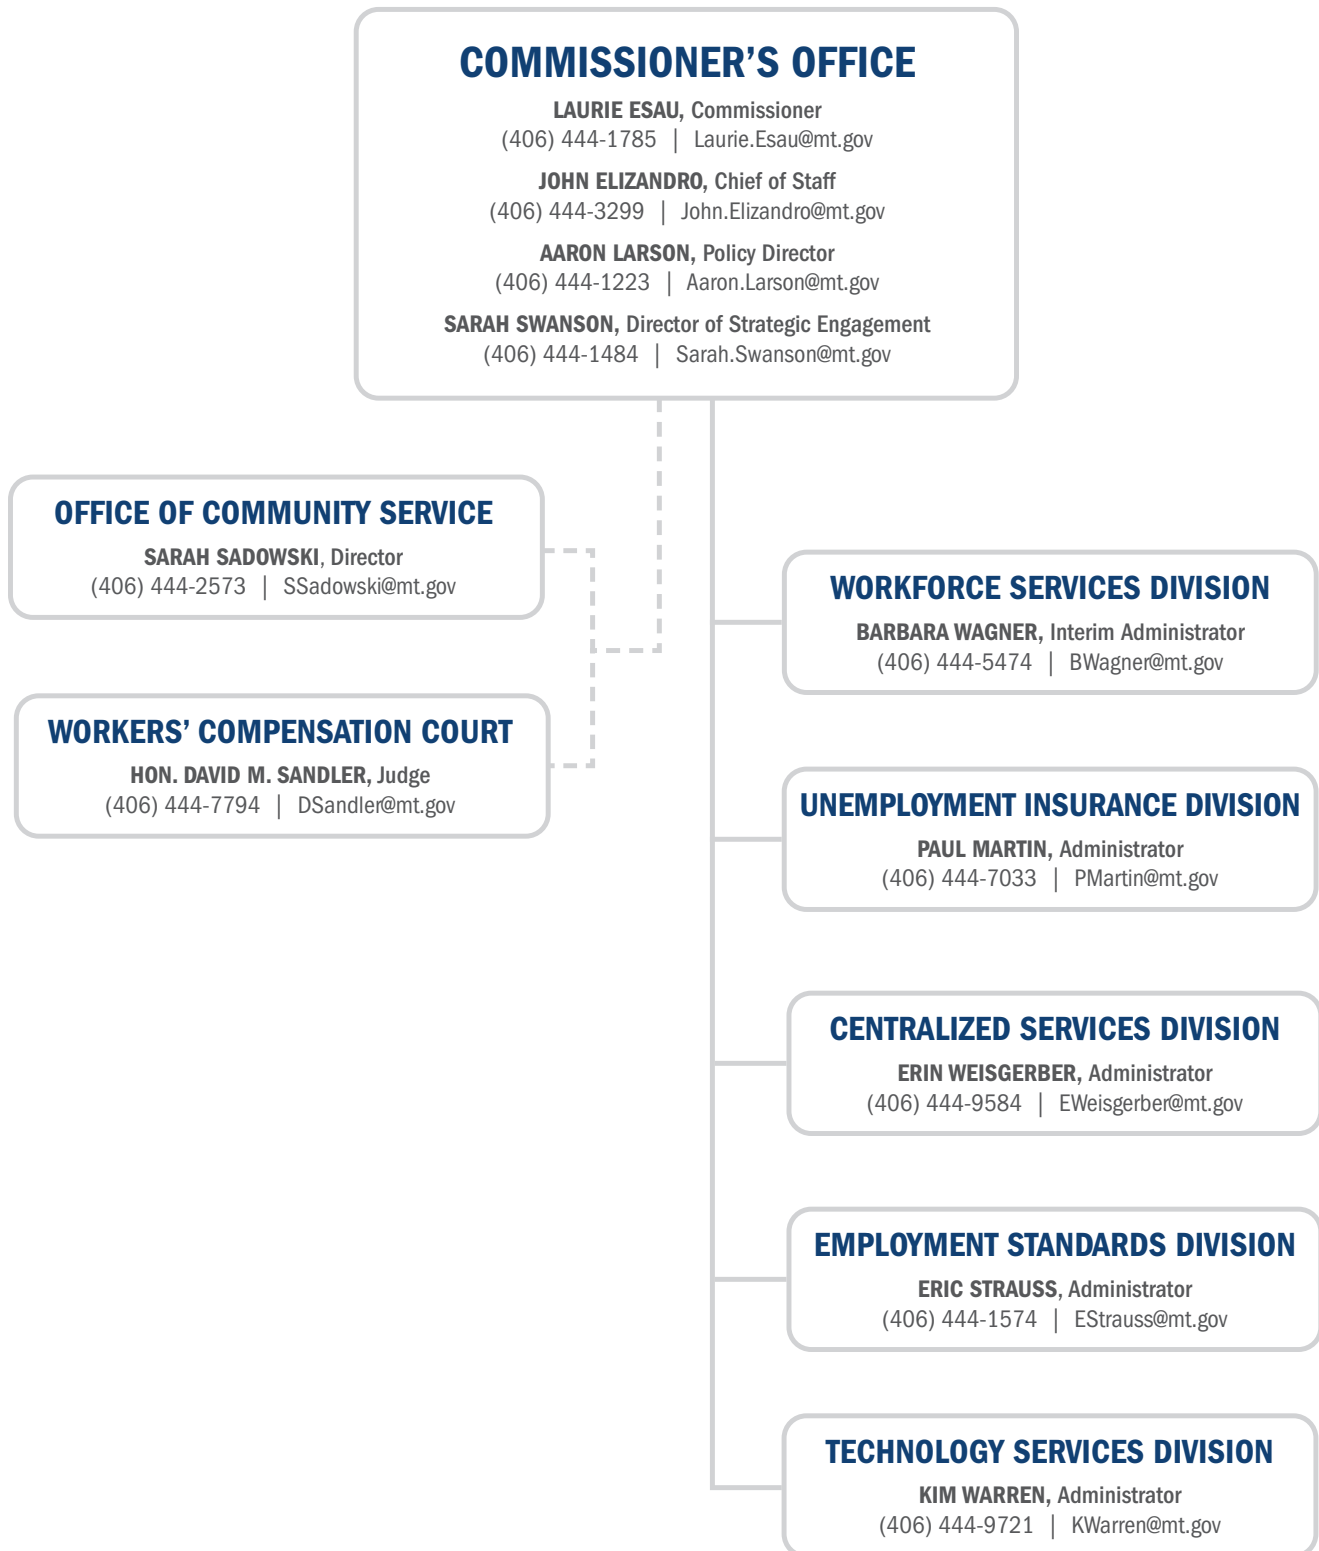 COMMISSIONER’S OFFICE
LAURIE ESAU, Commissioner
(406) 444-1785 | Laurie.Esau@mt.gov
JOHN ELIZANDRO, Chief of Staff
(406) 444-3299 | John.Elizandro@mt.gov
AARON LARSON, Policy Director
(406) 444-1223 | Aaron.Larson@mt.gov
SARAH SWANSON, Director of Strategic Engagement
(406) 444-1484 | Sarah.Swanson@mt.gov
OFFICE OF COMMUNITY SERVICE
SARAH SADOWSKI, Director
(406) 444-2573 | SSadowski@mt.gov
WORKERS’ COMPENSATION COURT
HON. DAVID M. SANDLER, Judge
(406) 444-7794 | DSandler@mt.gov
WORKFORCE SERVICES DIVISION
BARBARA WAGNER, Interim Administrator
(406) 444-5474 | BWagner@mt.gov
UNEMPLOYMENT INSURANCE DIVISION
PAUL MARTIN, Administrator
(406) 444-7033 | PMartin@mt.gov
CENTRALIZED SERVICES DIVISION
ERIN WEISGERBER, Administrator
(406) 444-9584 | EWeisgerber@mt.gov
EMPLOYMENT STANDARDS DIVISION
ERIC STRAUSS, Administrator
(406) 444-1574 | EStrauss@mt.gov
TECHNOLOGY SERVICES DIVISION
KIM WARREN, Administrator
(406) 444-9721 | KWarren@mt.gov